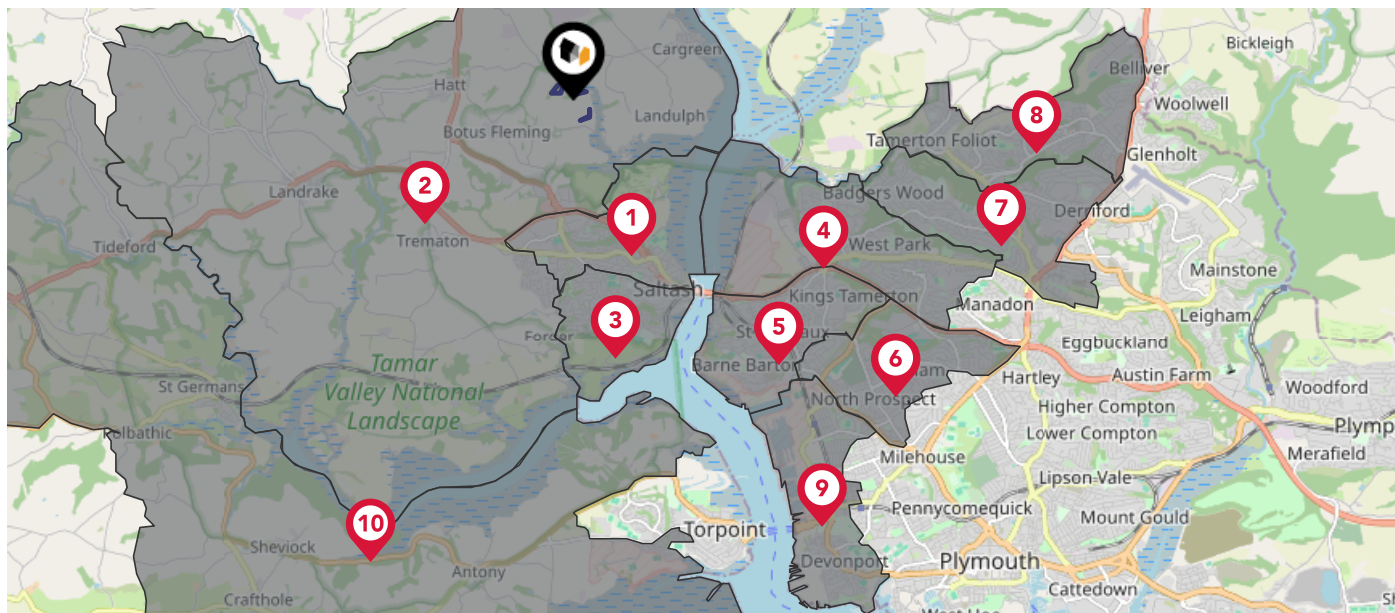 Cargreen
Bickleigh
Hatt
Belliver
Woolwell
8
Landulph
Botus Fleming
Tamerton Foliot
Glenholt
2
Landrake
Badgers Wood
7
1
Derriford
4
Trematon
Tideford
West Park
Mainstone
Saltash
Kings Tamerton
Manadon
3
5
Leigham
Eggbuckland
6
Barne Barton
Tamar
Valley National
Landscape
Hartley
Austin Farm
St Germans
Woodford
North Prospect
Higher Compton
Lower Compton
Plymp
Milehouse
Merafield
Lipson-Vale
9
Pennycomequick
Mount Gould
10
Torpoint
Sheviock
Devonport
Plymouth
Antony
Cattedown
Crafthole